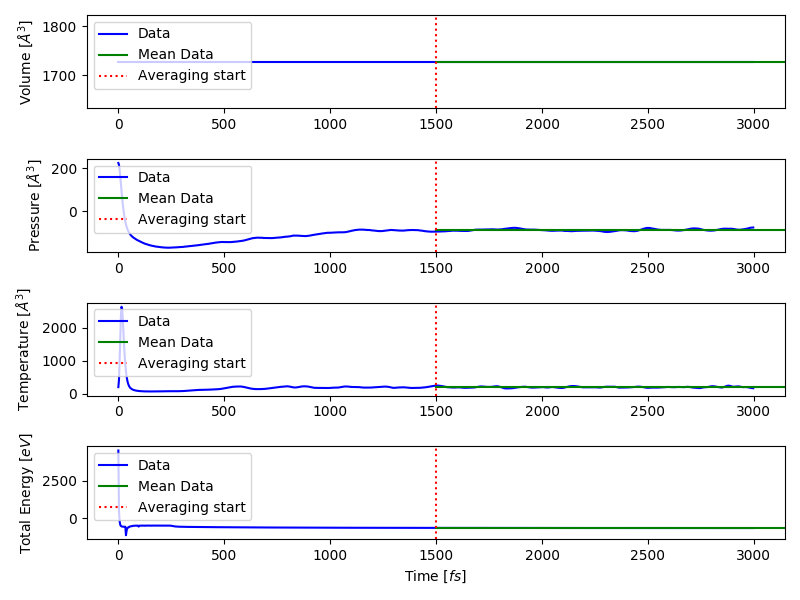 Volume [Å³]
1800
1700
Data
Mean Data
Averaging start
0 500 1000 1500 2000 2500 3000
Pressure [Å³]
200
0
Data
Mean Data
Averaging start
0 500 1000 1500 2000 2500 3000
Temperature [Å³]
2000
1000
0
Data
Mean Data
Averaging start
0 500 1000 1500 2000 2500 3000
Total Energy [eV]
2500
0
Data
Mean Data
Averaging start
0 500 1000 1500 2000 2500 3000
Time [fs]